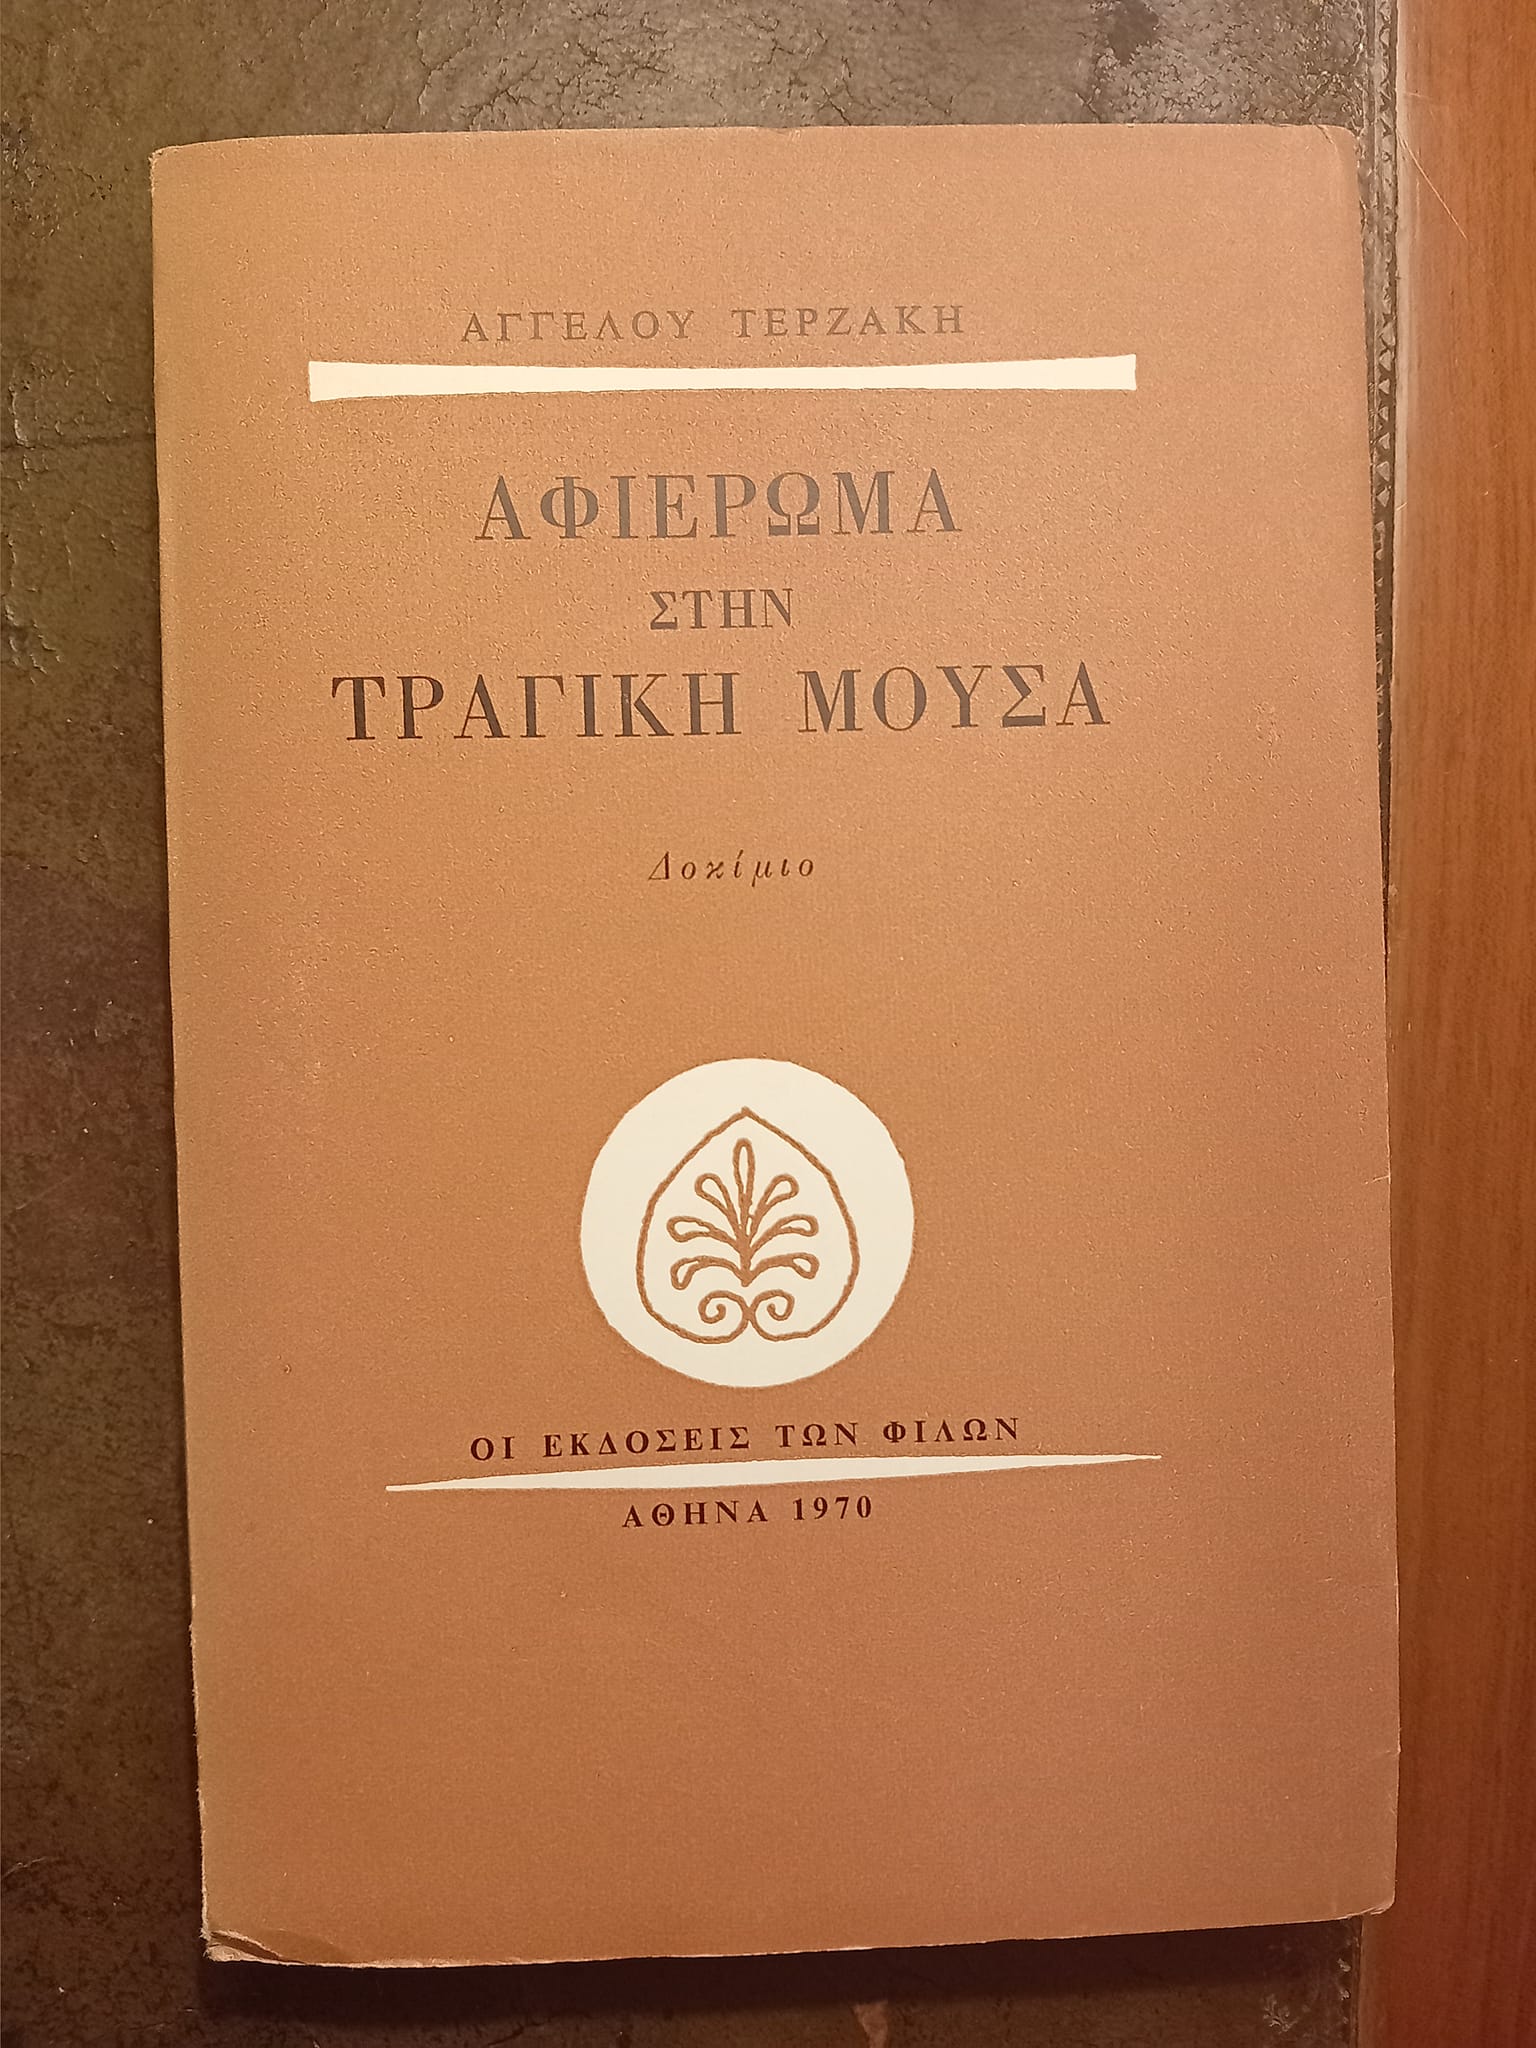 ΑΓΓΕΛΟΥ ΤΕΡΖΑΚΗ
ΑΦΙΕΡΩΜΑ
ΣΤΗΝ
ΤΡΑΓΙΚΗ ΜΟΥΣΑ
Δοκίμιο
ΟΙ ΕΚΔΟΣΕΙΣ ΤΩΝ ΦΙΛΩΝ
ΑΘΗΝΑ 1970